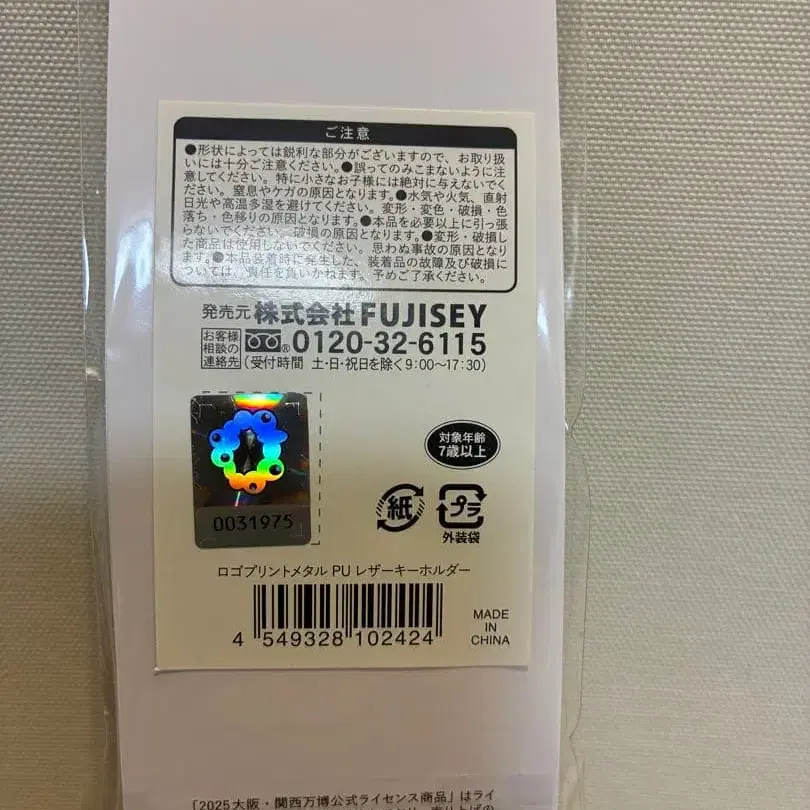 ご注意
●形状によっては鋭利な部分がございますので、お取り扱
いには十分ご注意ください。●誤ってのみこまないように注
意してください。特に小さなお子様には絶対に与えないでく
ださい。窒息やケガの原因となります。●水気や火気、直射
日光や高温多湿を避けてください。変形・変色・破損・色
落ち・色移りの原因となります。●本品を必要以上に引っ張
らないでください。破損の原因となります。●変形・破損し
た商品は使用しないでください。思わぬ事故の原因となりま
す。●本品装着時に発生した、装着品の故障及び破損に
ついては、責任を負いかねます。予めご了承ください。
発売元 株式会社FUJISEY
お客様
相談の
連絡先
® 0120-32-6115
(受付時間 土・日・祝日を除く9:00〜17:30)
対象年齢
7歳以上
0031975
紙
プラ
外装袋
ロゴプリントメタル PU レザーキーホルダー
4 549328 102424
MADE
IN
CHINA
「2025大阪・関西万博公式ライセンス商品」はライ